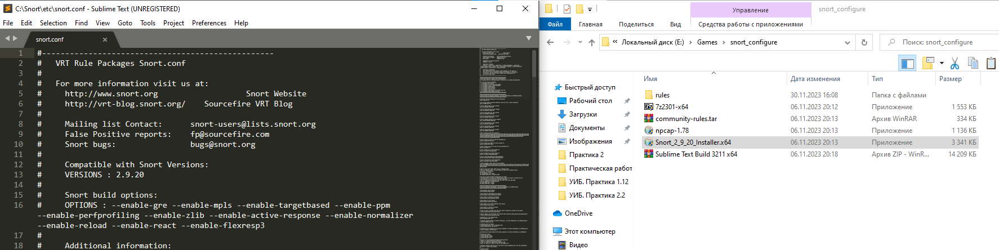 C:\Snort\etc\snort.conf - Sublime Text (UNREGISTERED)
File Edit Selection Find View Goto Tools Project Preferences Help
snort.conf
1 #--------------------------------------------------
2 #   VRT Rule Packages Snort.conf
3 #
4 #   For more information visit us at:
5 #     http://www.snort.org                   Snort Website
6 #     http://vrt-blog.snort.org/    Sourcefire VRT Blog
7 #
8 #     Mailing list Contact:      snort-users@lists.snort.org
9 #     False Positive reports:    fp@sourcefire.com
10 #     Snort bugs:                bugs@snort.org
11 #
12 #     Compatible with Snort Versions:
13 #     VERSIONS : 2.9.20
14 #
15 #     Snort build options:
16 #     OPTIONS : --enable-gre --enable-mpls --enable-targetbased --enable-ppm
--enable-perfprofiling --enable-zlib --enable-active-response --enable-normalizer
--enable-reload --enable-react --enable-flexresp3
17 #
18 #     Additional information:
Управление snort_configure
Файл Главная Поделиться Вид Средства работы с приложениями
« Локальный диск (E:) > Games > snort_configure
Поиск: snort_configure
Имя Дата изменения Тип Размер
Быстрый доступ
Рабочий стол
Загрузки
Документы
Изображения
Практика 2
Практическая работ
УИБ. Практика 1.12
УИБ. Практика 2.2
OneDrive
Этот компьютер
Видео
rules 30.11.2023 16:08 Папка с файлами
7z2301-x64 06.11.2023 20:12 Приложение 1 553 КБ
community-rules.tar 06.11.2023 20:13 Архив WinRAR 334 КБ
npcap-1.78 06.11.2023 20:13 Приложение 1 136 КБ
Snort_2_9_20_Installer.x64 06.11.2023 20:13 Приложение 3 341 КБ
Sublime Text Build 3211 x64 06.11.2023 20:18 Архив ZIP - WinR... 14 209 КБ